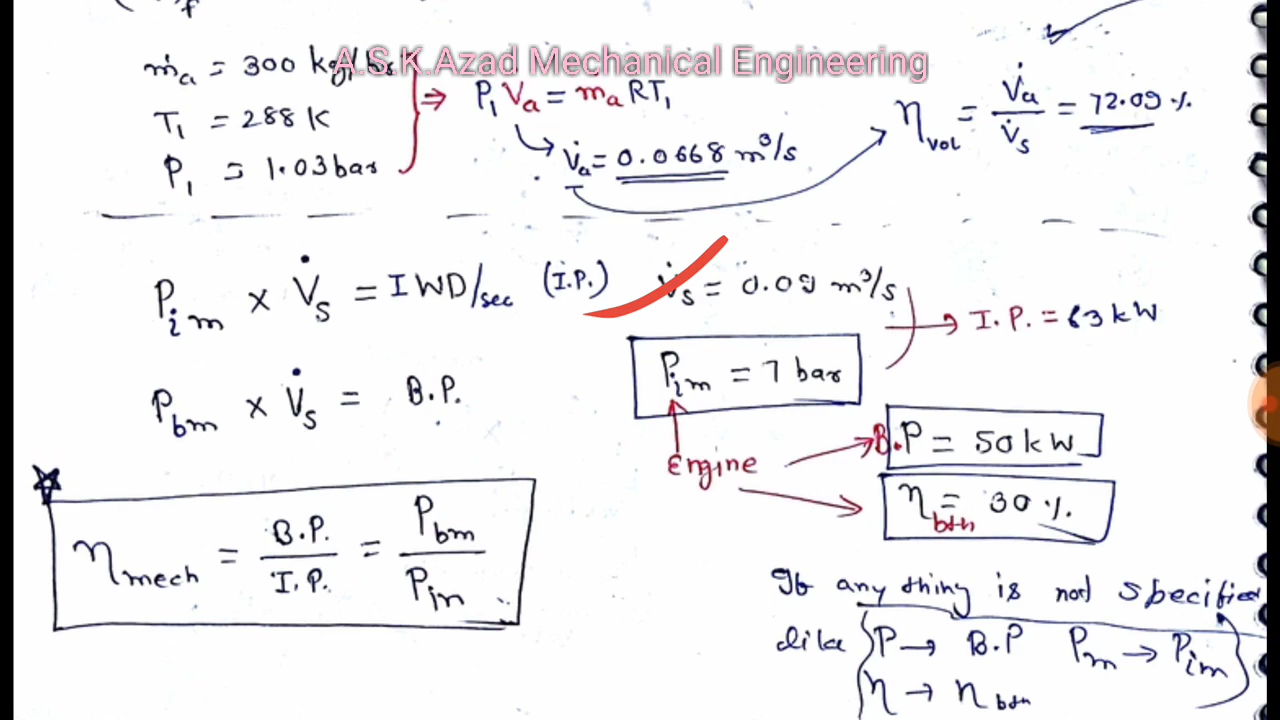 f
ṁa = 300 kg/hr
A.S.K.Azad Mechanical Engineering
T1 = 288 K
P1 = 1.03 bar
⇒ P1 Va = ma RT1
V̇a = 0.0668 m³/s
ηvol = V̇a / V̇s = 72.09 %
Pim × V̇s = IWD/sec (I.P.)
V̇s = 0.09 m³/s
→ I.P. = 63 kW
Pim = 7 bar
Pbm × V̇s = B.P.
Engine
B.P = 50 kW
ηbth = 30 %
ηmech = B.P. / I.P. = Pbm / Pim
If any thing is not specified
like P → B.P Pm → Pim
η → ηbth